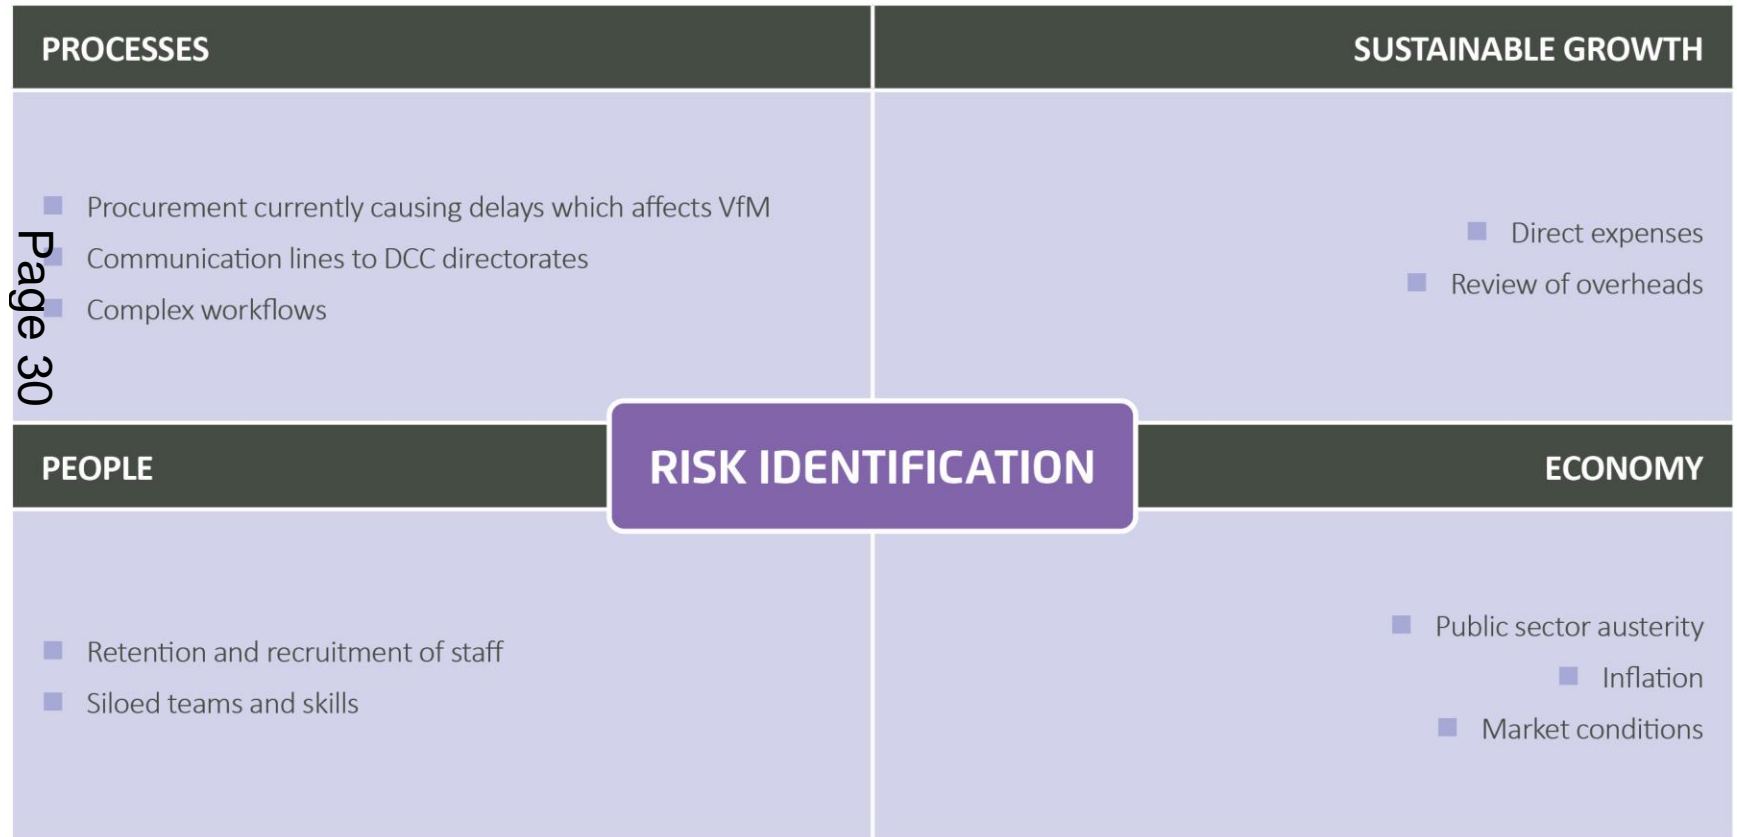 PROCESSES
Procurement currently causing delays which affects VfM
Communication lines to DCC directorates
Complex workflows
SUSTAINABLE GROWTH
Direct expenses
Review of overheads
RISK IDENTIFICATION
PEOPLE
Retention and recruitment of staff
Siloed teams and skills
ECONOMY
Public sector austerity
Inflation
Market conditions
Page 30